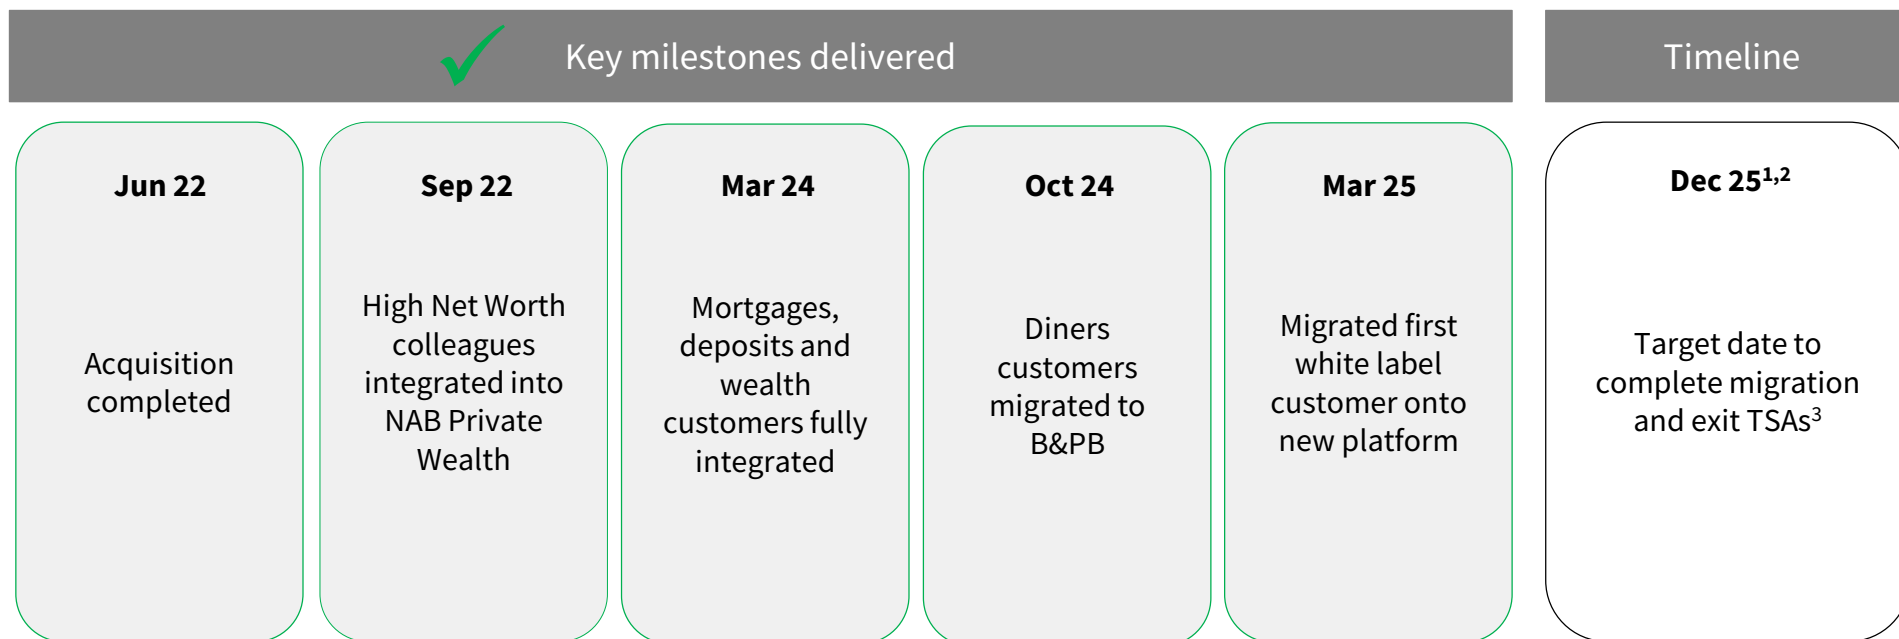 Key milestones delivered
Timeline
Jun 22
Acquisition
completed
Sep 22
High Net Worth
colleagues
integrated into
NAB Private
Wealth
Mar 24
Mortgages,
deposits and
wealth
customers fully
integrated
Oct 24
Diners
customers
migrated to
B&PB
Mar 25
Migrated first
white label
customer onto
new platform
Dec 25¹,²
Target date to
complete migration
and exit TSAs³